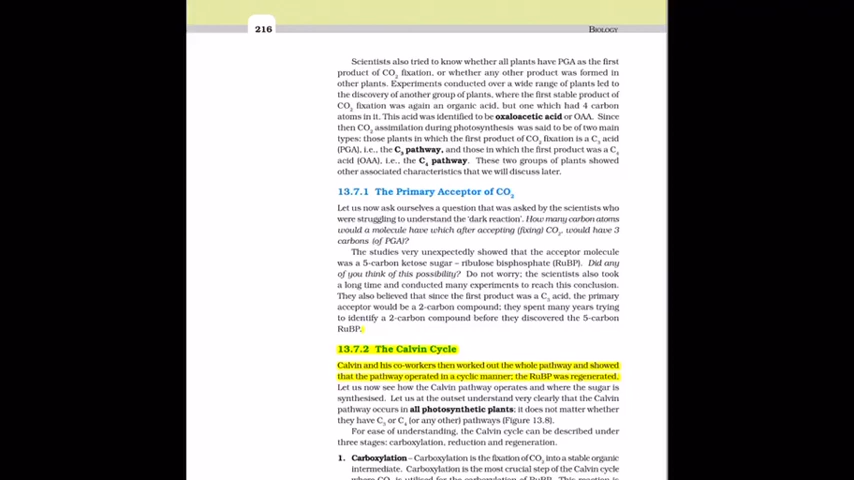 216
BIOLOGY
Scientists also tried to know whether all plants have PGA as the first
product of CO2 fixation, or whether any other product was formed in
other plants. Experiments conducted over a wide range of plants led to
the discovery of another group of plants, where the first stable product of
CO2 fixation was again an organic acid, but one which had 4 carbon
atoms in it. This acid was identified to be oxaloacetic acid or OAA. Since
then CO2 assimilation during photosynthesis was said to be of two main
types: those plants in which the first product of CO2 fixation is a C3 acid
(PGA), i.e., the C3 pathway, and those in which the first product was a C4
acid (OAA), i.e., the C4 pathway. These two groups of plants showed
other associated characteristics that we will discuss later.
13.7.1 The Primary Acceptor of CO2
Let us now ask ourselves a question that was asked by the scientists who
were struggling to understand the ‘dark reaction’. How many carbon atoms
would a molecule have which after accepting (fixing) CO2, would have 3
carbons (of PGA)?
The studies very unexpectedly showed that the acceptor molecule
was a 5-carbon ketose sugar – ribulose bisphosphate (RuBP). Did any
of you think of this possibility? Do not worry; the scientists also took
a long time and conducted many experiments to reach this conclusion.
They also believed that since the first product was a C3 acid, the primary
acceptor would be a 2-carbon compound; they spent many years trying
to identify a 2-carbon compound before they discovered the 5-carbon
RuBP.
13.7.2 The Calvin Cycle
Calvin and his co-workers then worked out the whole pathway and showed
that the pathway operated in a cyclic manner; the RuBP was regenerated.
Let us now see how the Calvin pathway operates and where the sugar is
synthesised. Let us at the outset understand very clearly that the Calvin
pathway occurs in all photosynthetic plants; it does not matter whether
they have C3 or C4 (or any other) pathways (Figure 13.8).
For ease of understanding, the Calvin cycle can be described under
three stages: carboxylation, reduction and regeneration.
1. Carboxylation – Carboxylation is the fixation of CO2 into a stable organic
intermediate. Carboxylation is the most crucial step of the Calvin cycle
where CO2 is utilised for the carboxylation of RuBP. This reaction is